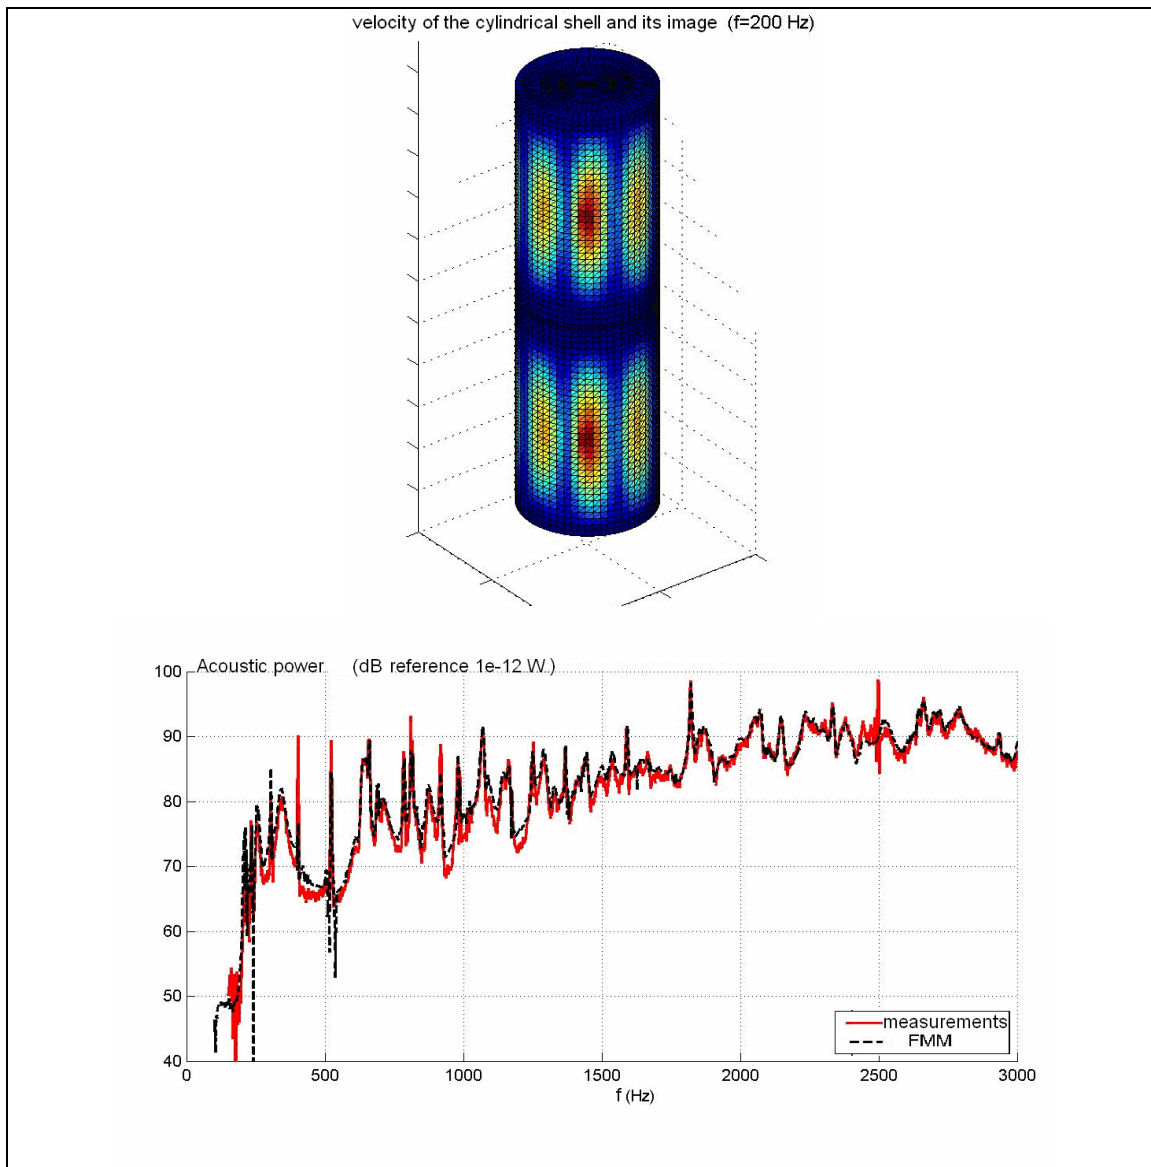 velocity of the cylindrical shell and its image (f=200 Hz)
Acoustic power (dB reference 1e-12 W.)
100
90
80
70
60
50
40
0 500 1000 1500 2000 2500 3000
f (Hz)
measurements
FMM